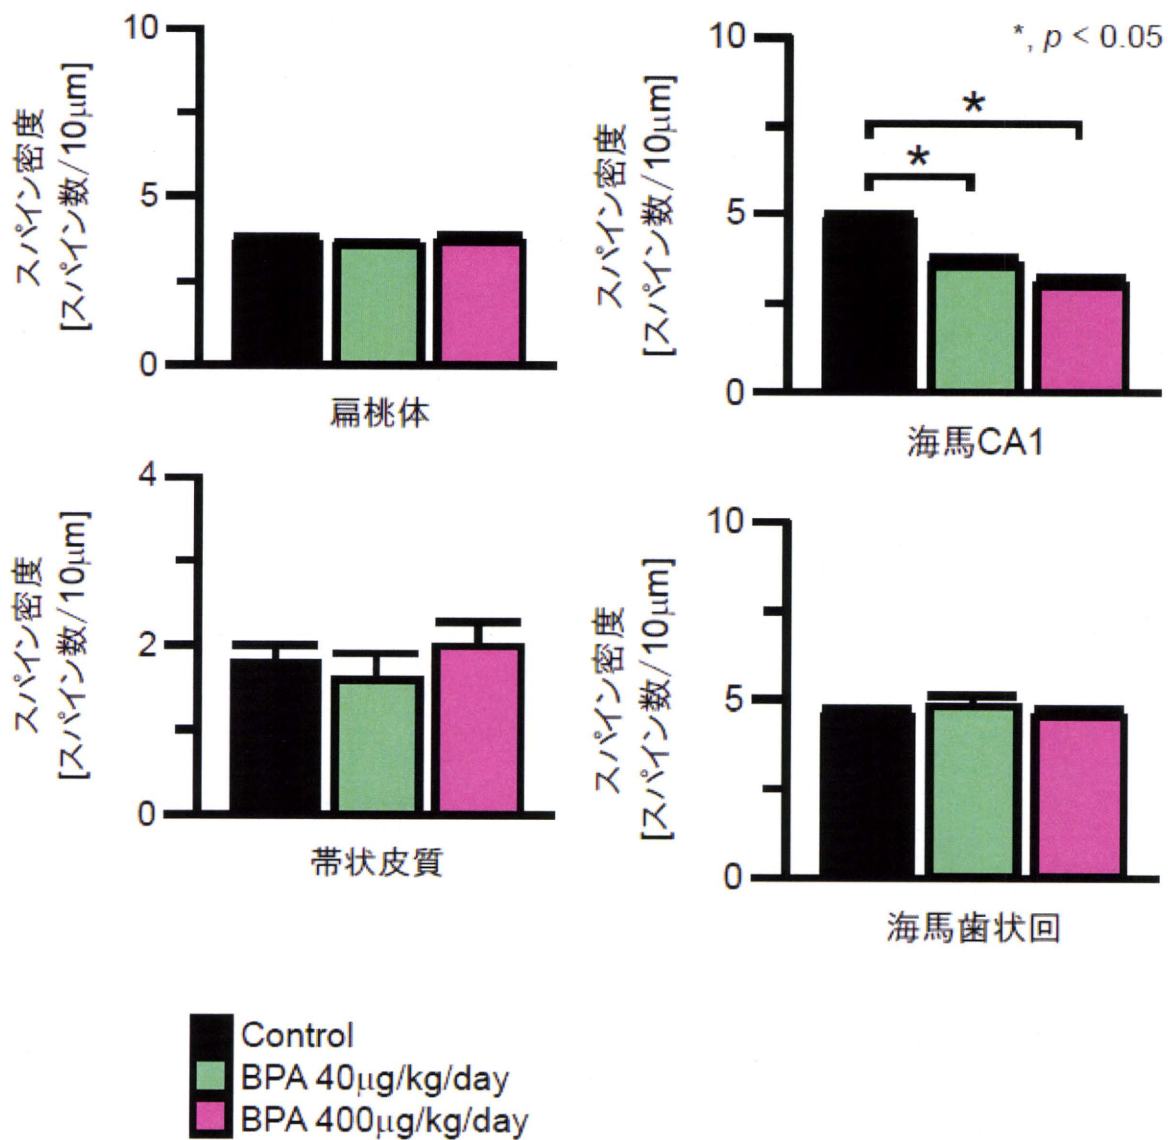 スパイン密度
[スパイン数/10μm]
10
5
0
扁桃体
スパイン密度
[スパイン数/10μm]
10
5
0
*, p < 0.05
*
*
海馬CA1
スパイン密度
[スパイン数/10μm]
4
2
0
帯状皮質
スパイン密度
[スパイン数/10μm]
10
5
0
海馬歯状回
Control
BPA 40μg/kg/day
BPA 400μg/kg/day